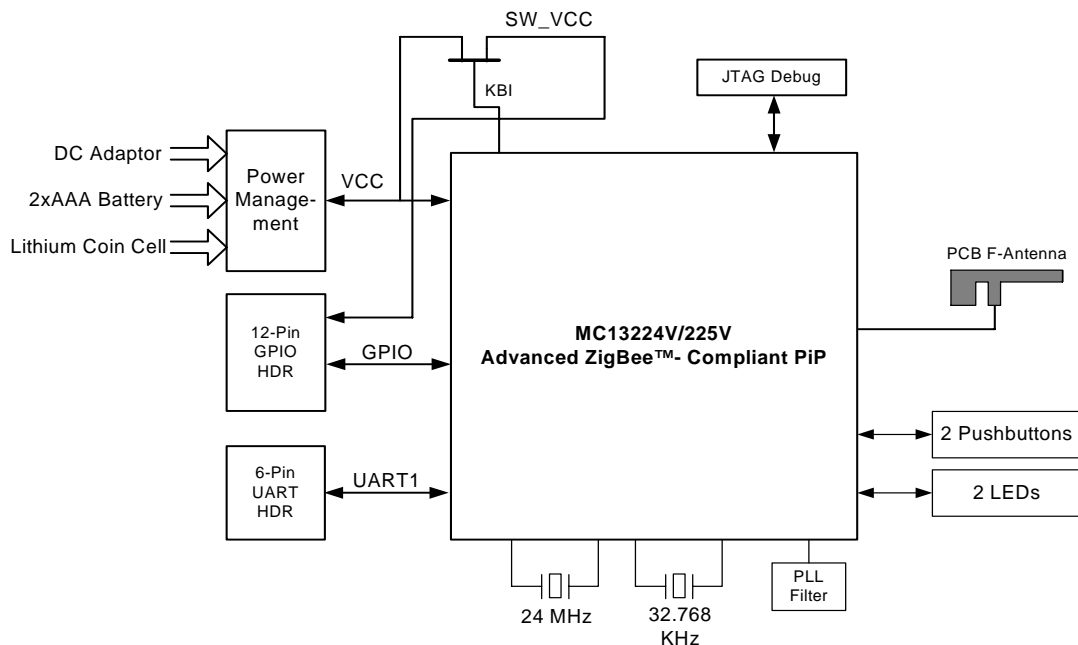 SW_VCC
KBI
JTAG Debug
DC Adaptor
2xAAA Battery
Lithium Coin Cell
Power
Manage-
ment
VCC
PCB F-Antenna
12-Pin
GPIO
HDR
GPIO
MC13224V/225V
Advanced ZigBee™- Compliant PiP
2 Pushbuttons
2 LEDs
6-Pin
UART
HDR
UART1
24 MHz
32.768
KHz
PLL
Filter